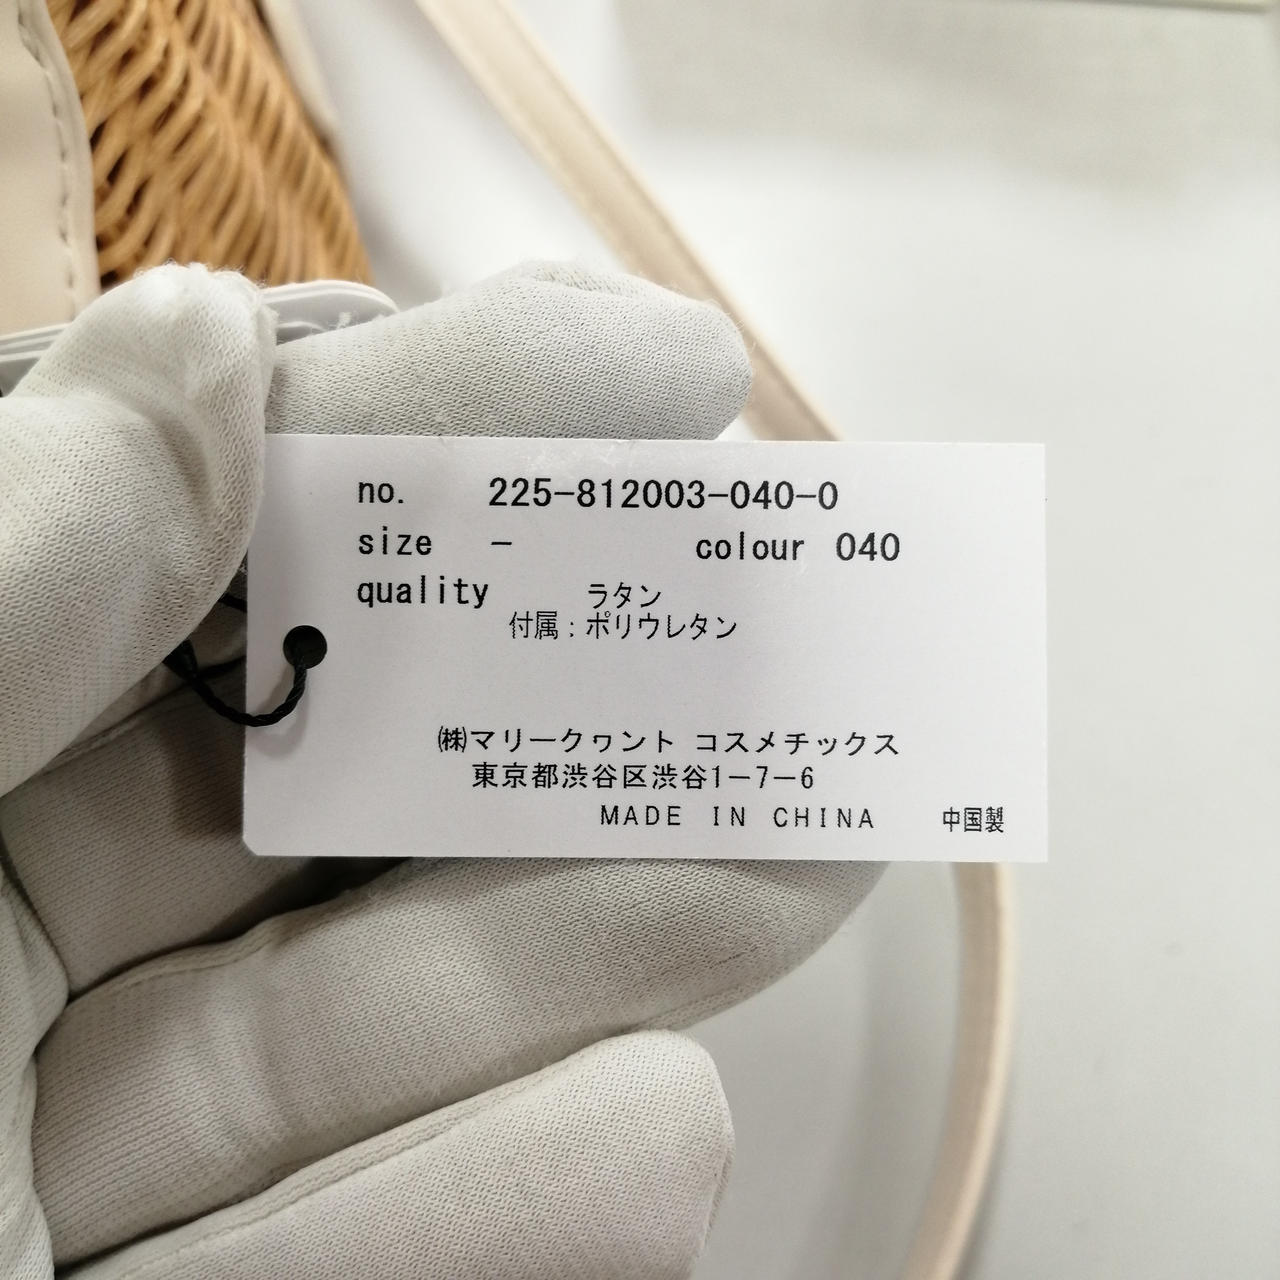 no. 225-812003-040-0
size - colour 040
quality ラタン
付属:ポリウレタン
㈱マリークヮント コスメチックス
東京都渋谷区渋谷1-7-6
MADE IN CHINA 中国製